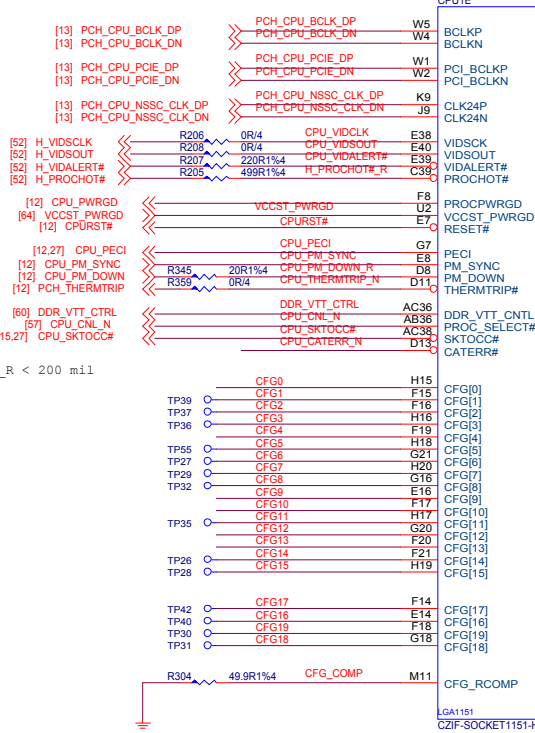 CPU1E
PCH_CPU_BCLK_DP W5
[13] PCH_CPU_BCLK_DP BCLKP
PCH_CPU_BCLK_DN W4
[13] PCH_CPU_BCLK_DN BCLKN
PCH_CPU_PCIE_DP W1
[13] PCH_CPU_PCIE_DP PCI_BCLKP
PCH_CPU_PCIE_DN W2
[13] PCH_CPU_PCIE_DN PCI_BCLKN
PCH_CPU_NSSC_CLK_DP K9
[13] PCH_CPU_NSSC_CLK_DP CLK24P
PCH_CPU_NSSC_CLK_DN J9
[13] PCH_CPU_NSSC_CLK_DN CLK24N
R206 0R/4 CPU_VIDCLK E38
[52] H_VIDSCLK VIDSCK
R208 0R/4 CPU_VIDSOUT E40
[52] H_VIDSOUT VIDSOUT
R207 220R1%4 CPU_VIDALERT# E39
[52] H_VIDALERT# VIDALERT#
R205 499R1%4 H_PROCHOT#_R C39
[52] H_PROCHOT# PROCHOT#
F8
[12] CPU_PWRGD PROCPWRGD
VCCST_PWRGD U2
[64] VCCST_PWRGD VCCST_PWRGD
CPURST# E7
[12] CPURST# RESET#
CPU_PECI G7
[12,27] CPU_PECI PECI
CPU_PM_SYNC E8
[12] CPU_PM_SYNC PM_SYNC
R345 20R1%4 CPU_PM_DOWN_R D8
[12] CPU_PM_DOWN PM_DOWN
R359 0R/4 CPU_THERMTRIP_N D11
[12] PCH_THERMTRIP THERMTRIP#
DDR_VTT_CTRL AC36
[60] DDR_VTT_CTRL DDR_VTT_CNTL
CPU_CNL_N AB36
[57] CPU_CNL_N PROC_SELECT#
CPU_SKTOCC# AC38
15,27] CPU_SKTOCC# SKTOCC#
CPU_CATERR_N D13
CATERR#
_R < 200 mil
CFG0 H15 CFG[0]
TP39 CFG1 F15 CFG[1]
TP37 CFG2 F16 CFG[2]
TP36 CFG3 H16 CFG[3]
CFG4 F19 CFG[4]
TP55 CFG5 H18 CFG[5]
TP27 CFG6 G21 CFG[6]
TP29 CFG7 H20 CFG[7]
TP32 CFG8 G16 CFG[8]
CFG9 E16 CFG[9]
CFG10 F17 CFG[10]
TP35 CFG11 H17 CFG[11]
CFG12 G20 CFG[12]
CFG13 F20 CFG[13]
TP26 CFG14 F21 CFG[14]
TP28 CFG15 H19 CFG[15]
TP42 CFG17 F14 CFG[17]
TP40 CFG16 E14 CFG[16]
TP30 CFG19 F18 CFG[19]
TP31 CFG18 G18 CFG[18]
R304 49.9R1%4 CFG_COMP M11 CFG_RCOMP
LGA1151
CZIF-SOCKET1151-H